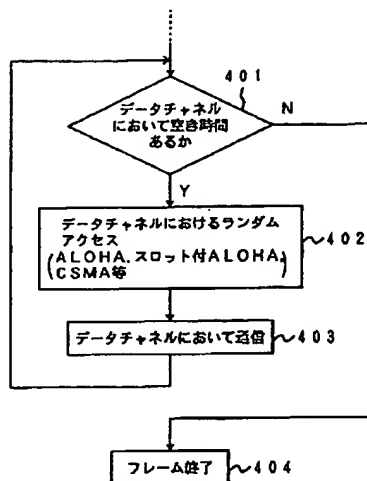 401
データチャネル
において空き時間
あるか
N
Y
データチャネルにおけるランダム
アクセス
(ALOHA,スロット付ALOHA,
CSMA等)
402
データチャネルにおいて送信
403
フレーム終了
404